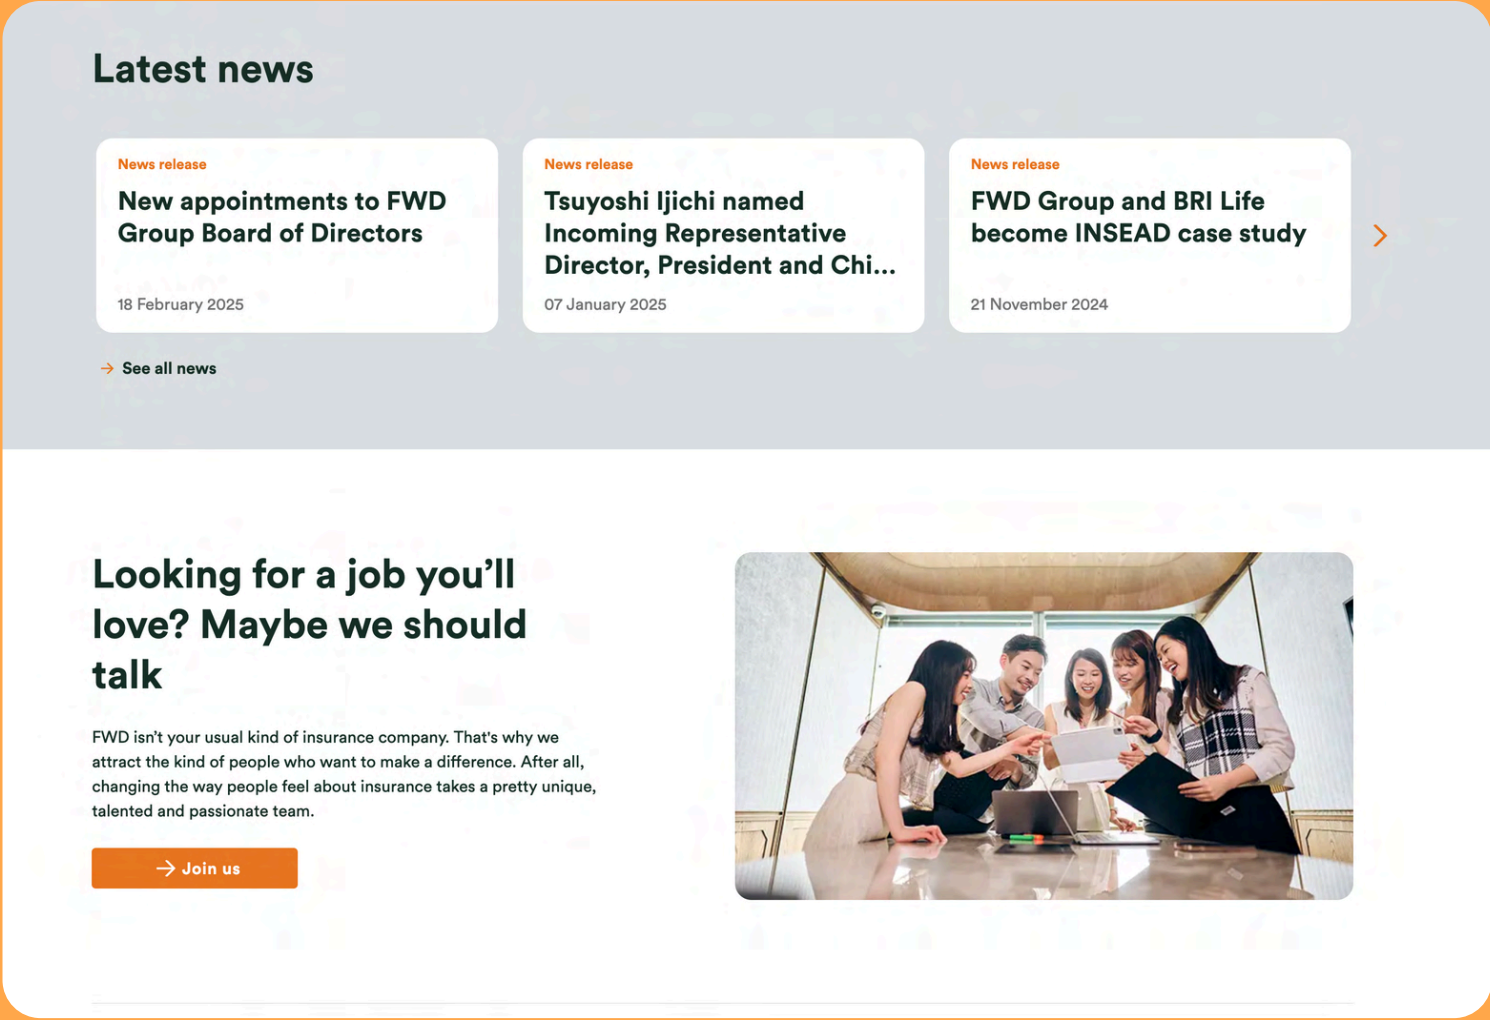 Latest news
News release
New appointments to FWD
Group Board of Directors
18 February 2025
News release
Tsuyoshi Ijichi named
Incoming Representative
Director, President and Chi...
07 January 2025
News release
FWD Group and BRI Life
become INSEAD case study
21 November 2024
See all news
Looking for a job you’ll
love? Maybe we should
talk
FWD isn’t your usual kind of insurance company. That's why we
attract the kind of people who want to make a difference. After all,
changing the way people feel about insurance takes a pretty unique,
talented and passionate team.
Join us